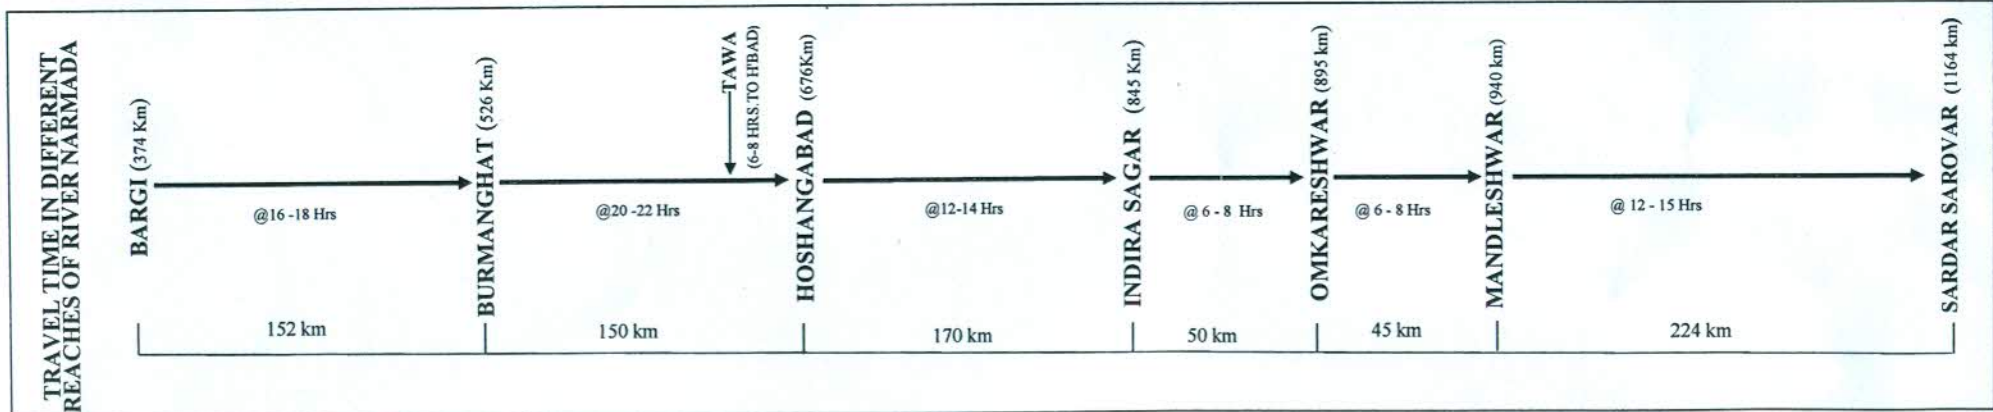 TRAVEL TIME IN DIFFERENT
REACHES OF RIVER NARMADA
BARGI (374 Km)
BURMANGHAT (526 Km)
TAWA
(6-8 HRS.TO H'BAD)
HOSHANGABAD (676Km)
INDIRA SAGAR (845 Km)
OMKARESHWAR (895 km)
MANDLESHWAR (940 km)
SARDAR SAROVAR (1164 km)
@16 -18 Hrs
@20 -22 Hrs
@12-14 Hrs
@ 6 - 8 Hrs
@ 6 - 8 Hrs
@ 12 - 15 Hrs
152 km
150 km
170 km
50 km
45 km
224 km